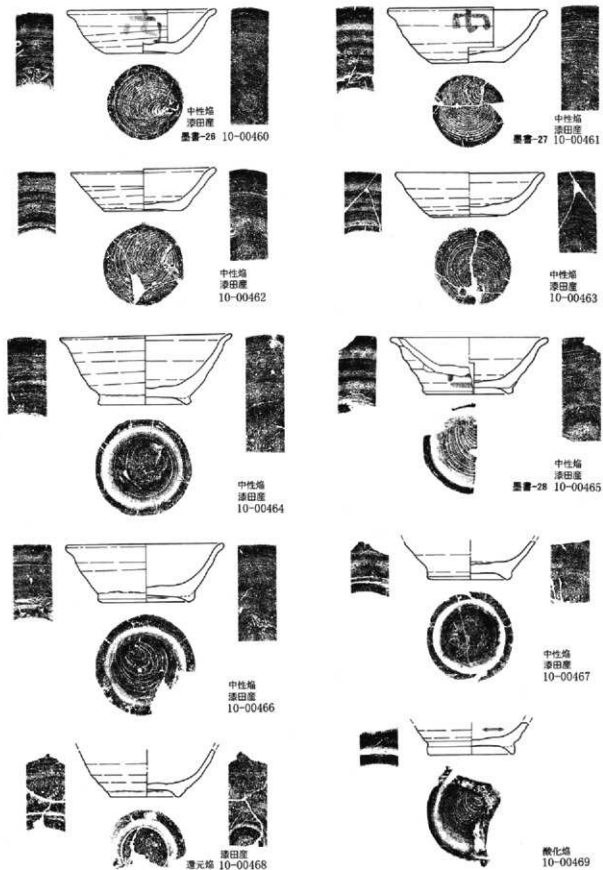 中性焔
漆田産
墨書-26 10-00460
中性焔
漆田産
墨書-27 10-00461
中性焔
漆田産
10-00462
中性焔
漆田産
10-00463
中性焔
漆田産
10-00464
中性焔
漆田産
墨書-28 10-00465
中性焔
漆田産
10-00466
中性焔
漆田産
10-00467
漆田産
還元焔 10-00468
酸化焔
10-00469